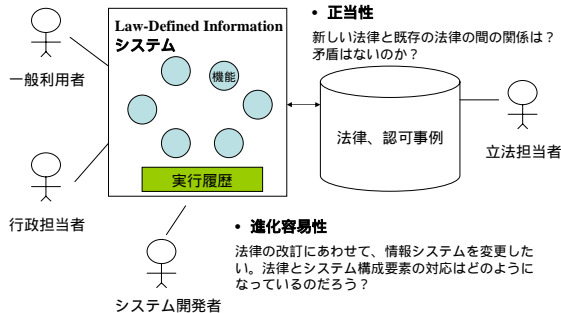 Law-Defined Information
システム
機能
実行履歴
一般利用者
行政担当者
システム開発者
法律、認可事例
立法担当者
• 正当性
新しい法律と既存の法律の間の関係は？
矛盾はないのか？
• 進化容易性
法律の改訂にあわせて、情報システムを変更した
い。法律とシステム構成要素の対応はどのように
なっているのだろう？